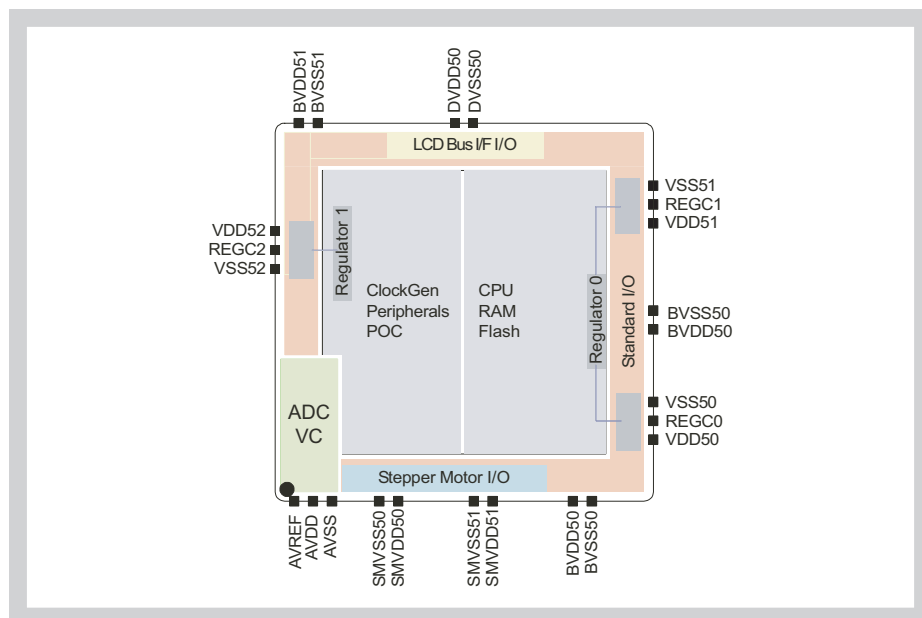 BVDD51
BVSS51
DVDD50
DVSS50
LCD Bus I/F I/O
VDD52
REGC2
VSS52
Regulator 1
ClockGen
Peripherals
POC
CPU
RAM
Flash
Regulator 0
Standard I/O
VSS51
REGC1
VDD51
BVSS50
BVDD50
VSS50
REGC0
VDD50
ADC
VC
Stepper Motor I/O
AVREF
AVDD
AVSS
SMVSS50
SMVDD50
SMVSS51
SMVDD51
BVDD50
BVSS50